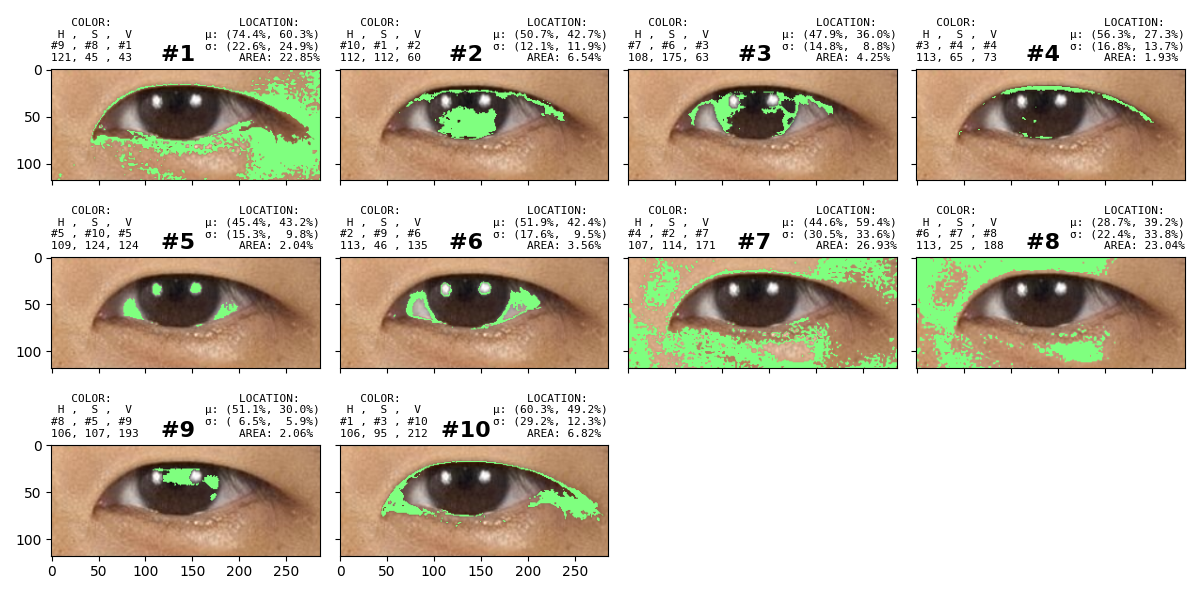 COLOR: LOCATION:
H , S , V μ: (74.4%, 60.3%)
#9 , #8 , #1 #1 σ: (22.6%, 24.9%)
121, 45 , 43 AREA: 22.85%
COLOR: LOCATION:
H , S , V μ: (50.7%, 42.7%)
#10, #1 , #2 #2 σ: (12.1%, 11.9%)
112, 112, 60 AREA: 6.54%
COLOR: LOCATION:
H , S , V μ: (47.9%, 36.0%)
#7 , #6 , #3 #3 σ: (14.8%, 8.8%)
108, 175, 63 AREA: 4.25%
COLOR: LOCATION:
H , S , V μ: (56.3%, 27.3%)
#3 , #4 , #4 #4 σ: (16.8%, 13.7%)
113, 65 , 73 AREA: 1.93%
0
50
100
COLOR: LOCATION:
H , S , V μ: (45.4%, 43.2%)
#5 , #10, #5 #5 σ: (15.3%, 9.8%)
109, 124, 124 AREA: 2.04%
COLOR: LOCATION:
H , S , V μ: (51.9%, 42.4%)
#2 , #9 , #6 #6 σ: (17.6%, 9.5%)
113, 46 , 135 AREA: 3.56%
COLOR: LOCATION:
H , S , V μ: (44.6%, 59.4%)
#4 , #2 , #7 #7 σ: (30.5%, 33.6%)
107, 114, 171 AREA: 26.93%
COLOR: LOCATION:
H , S , V μ: (28.7%, 39.2%)
#6 , #7 , #8 #8 σ: (22.4%, 33.8%)
113, 25 , 188 AREA: 23.04%
0
50
100
COLOR: LOCATION:
H , S , V μ: (51.1%, 30.0%)
#8 , #5 , #9 #9 σ: ( 6.5%, 5.9%)
106, 107, 193 AREA: 2.06%
COLOR: LOCATION:
H , S , V μ: (60.3%, 49.2%)
#1 , #3 , #10 #10 σ: (29.2%, 12.3%)
106, 95 , 212 AREA: 6.82%
0
50
100
0 50 100 150 200 250
0 50 100 150 200 250